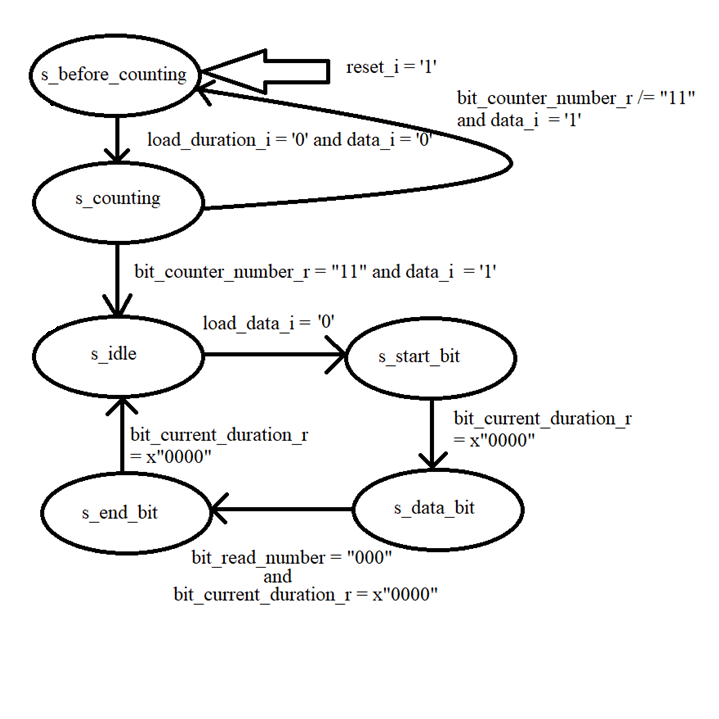 s_before_counting
reset_i = '1'
bit_counter_number_r /= "11"
and data_i = '1'
load_duration_i = '0' and data_i = '0'
s_counting
bit_counter_number_r = "11" and data_i = '1'
load_data_i = '0'
s_idle
s_start_bit
bit_current_duration_r
= x"0000"
bit_current_duration_r
= x"0000"
s_end_bit
s_data_bit
bit_read_number = "000"
and
bit_current_duration_r = x"0000"